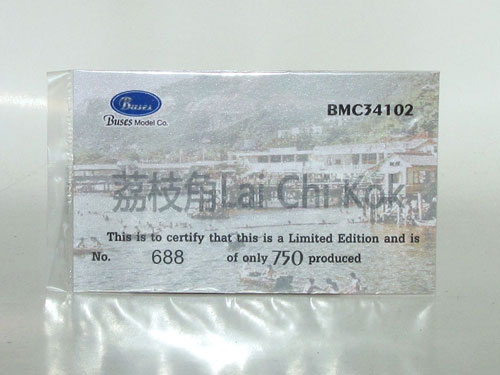 Buses
Buses Model Co.
BMC34102
荔枝角Lai Chi Kok
This is to certify that this is a Limited Edition and is
No. 688 of only 750 produced